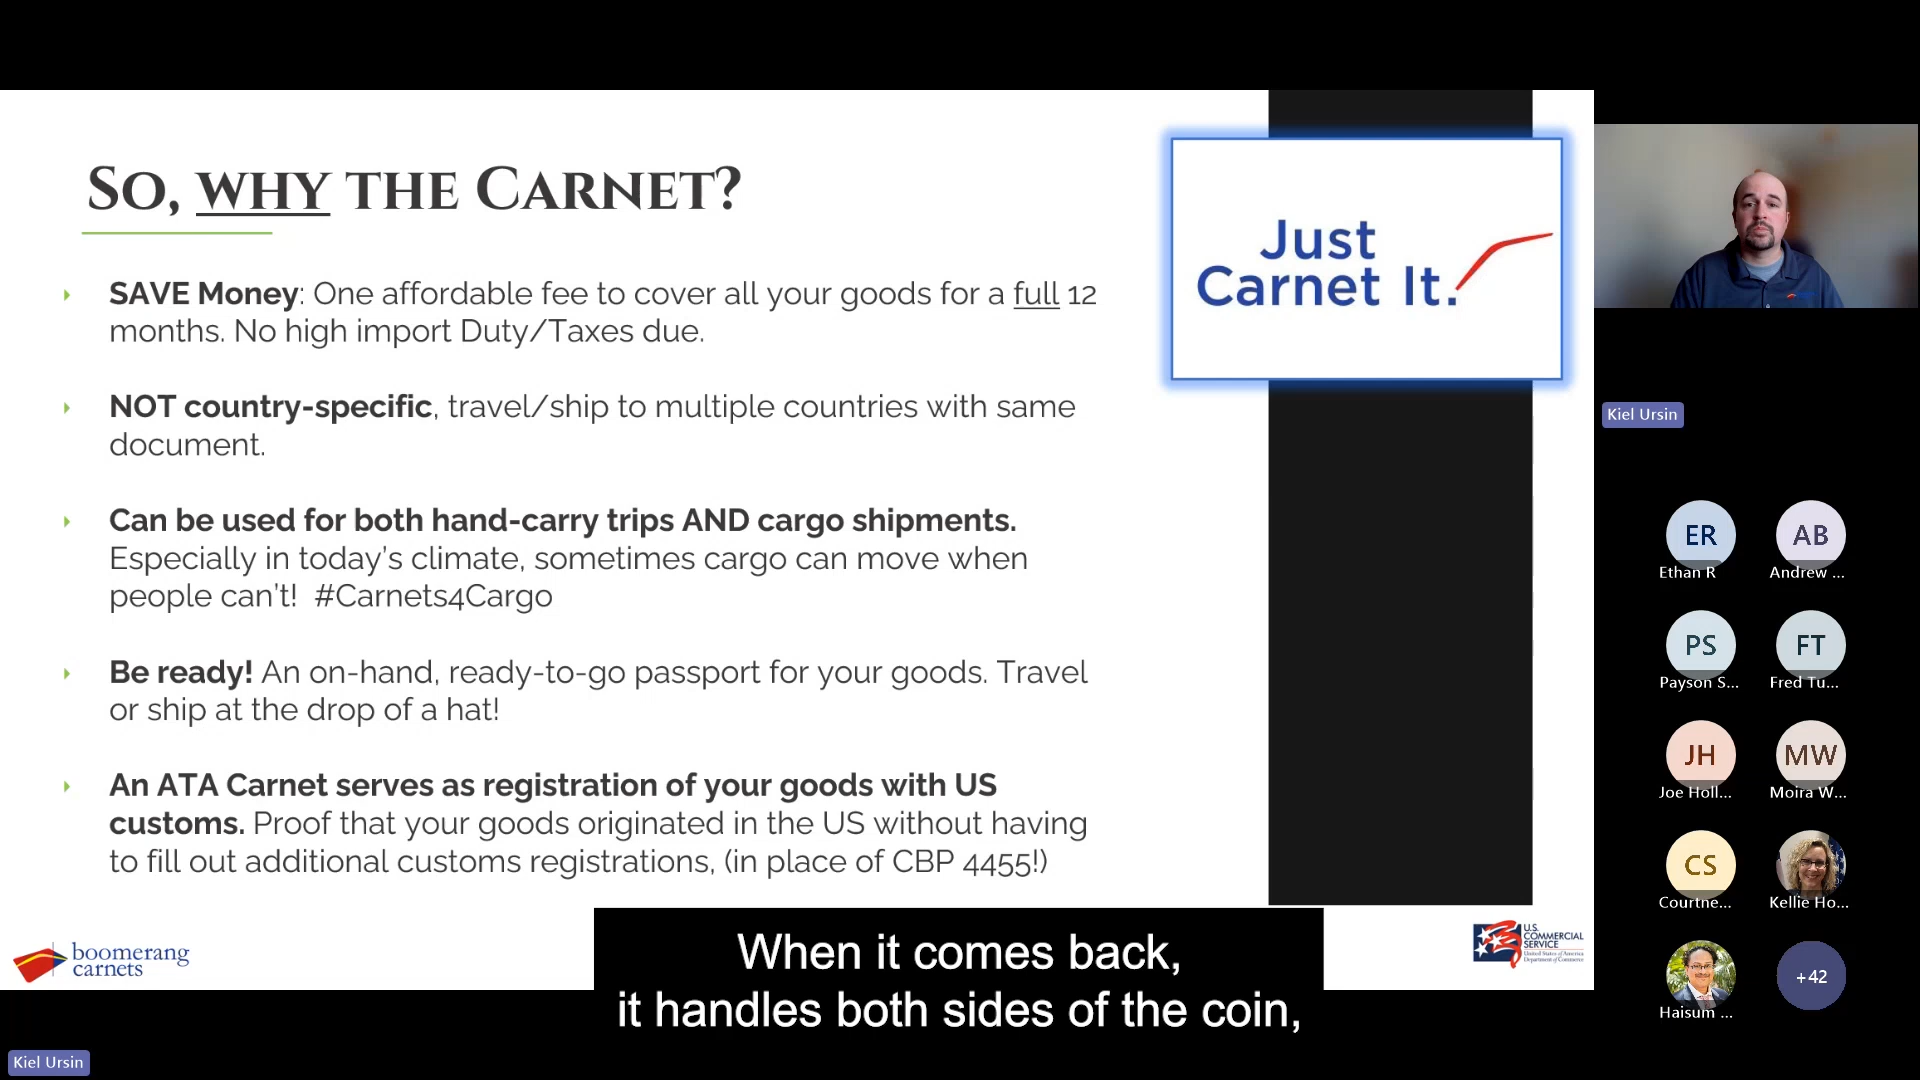 So, why the Carnet?
SAVE Money: One affordable fee to cover all your goods for a full 12
months. No high import Duty/Taxes due.
NOT country-specific, travel/ship to multiple countries with same
document.
Can be used for both hand-carry trips AND cargo shipments.
Especially in today's climate, sometimes cargo can move when
people can't! #Carnets4Cargo
Be ready! An on-hand, ready-to-go passport for your goods. Travel
or ship at the drop of a hat!
An ATA Carnet serves as registration of your goods with US
customs. Proof that your goods originated in the US without having
to fill out additional customs registrations, (in place of CBP 4455!)
Just
Carnet It.
boomerang
carnets
U.S.
COMMERCIAL
SERVICE
United States of America
Department of Commerce
When it comes back,
it handles both sides of the coin,
Kiel Ursin
Kiel Ursin
ER
Ethan R
AB
Andrew ...
PS
Payson S...
FT
Fred Tu...
JH
Joe Holl...
MW
Moira W...
CS
Courtne...
Kellie Ho...
Haisum ...
+42